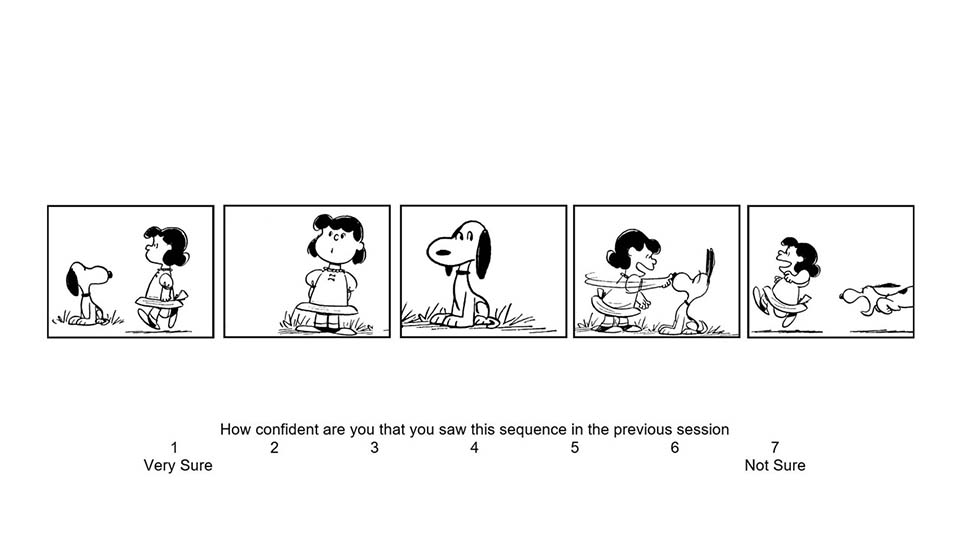 How confident are you that you saw this sequence in the previous session
1 2 3 4 5 6 7
Very Sure Not Sure